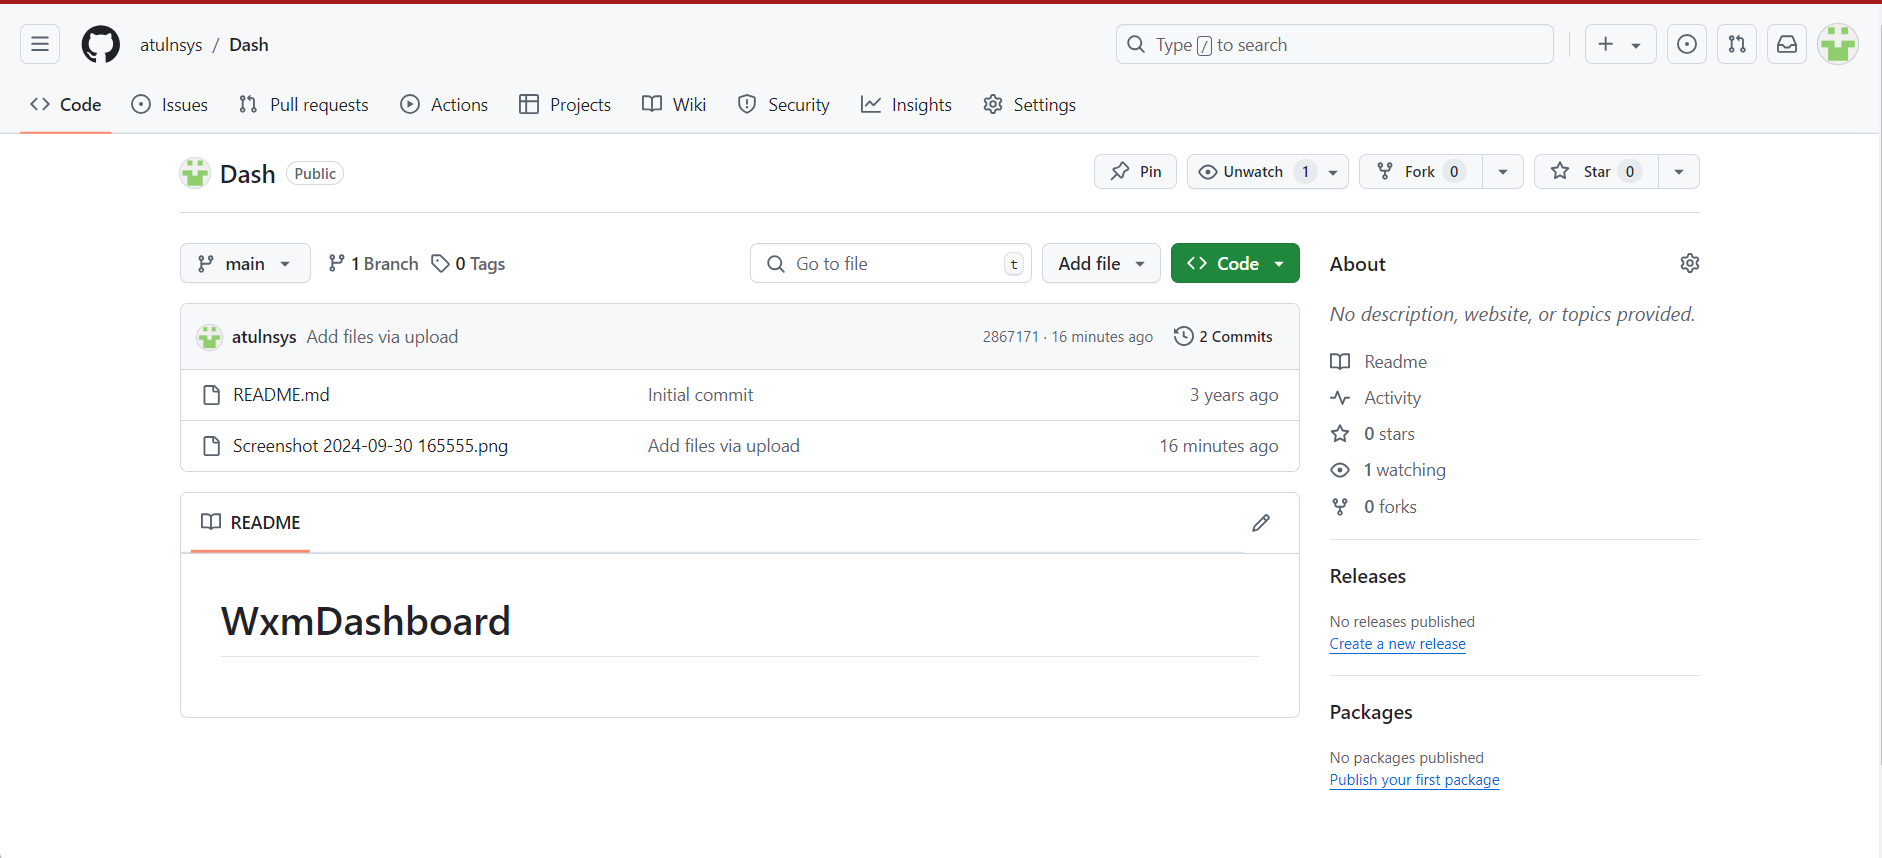 atulnsys / Dash
Type / to search
Code Issues Pull requests Actions Projects Wiki Security Insights Settings
Dash Public
Pin Unwatch 1 Fork 0 Star 0
main 1 Branch 0 Tags Go to file t Add file Code
atulnsys Add files via upload 2867171 · 16 minutes ago 2 Commits
README.md Initial commit 3 years ago
Screenshot 2024-09-30 165555.png Add files via upload 16 minutes ago
README
WxmDashboard
About
No description, website, or topics provided.
Readme
Activity
0 stars
1 watching
0 forks
Releases
No releases published
Create a new release
Packages
No packages published
Publish your first package